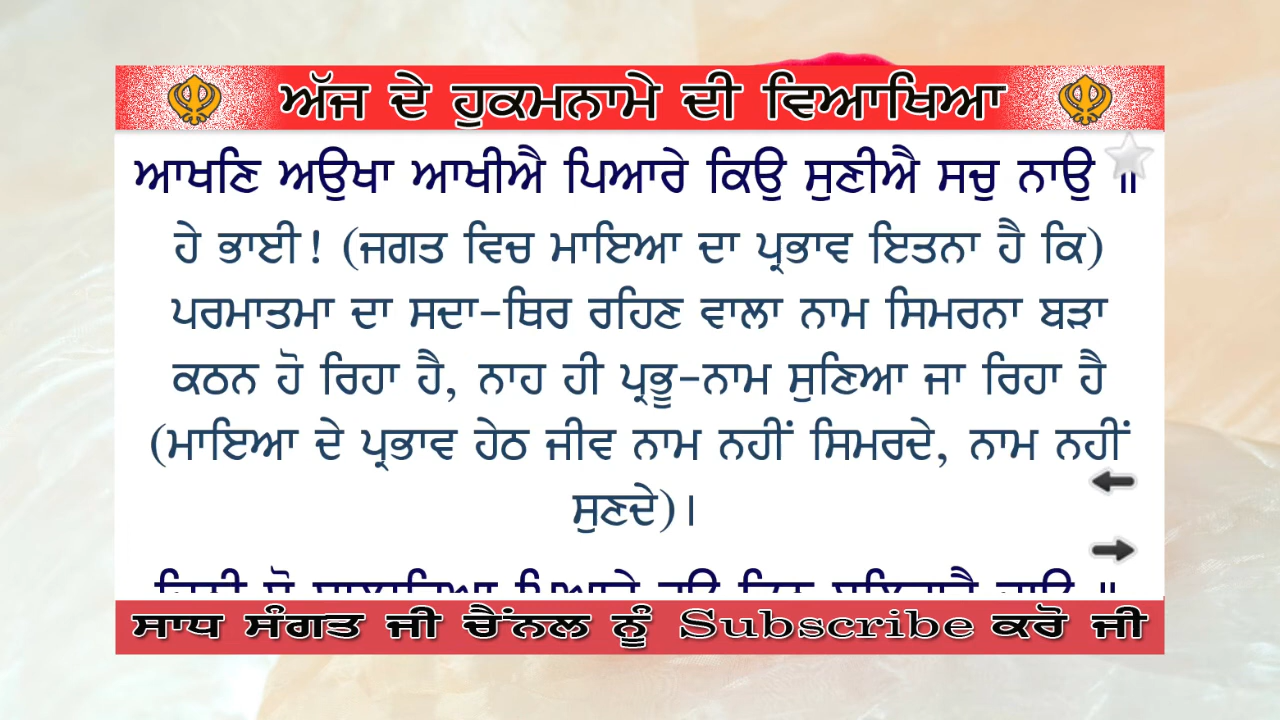 ਅੱਜ ਦੇ ਹੁਕਮਨਾਮੇ ਦੀ ਵਿਆਖਿਆ
ਆਖਣਿ ਅਉਖਾ ਆਖੀਐ ਪਿਆਰੇ ਕਿਉ ਸੁਣੀਐ ਸਚੁ ਨਾਉ ॥
ਹੇ ਭਾਈ! (ਜਗਤ ਵਿਚ ਮਾਇਆ ਦਾ ਪ੍ਰਭਾਵ ਇਤਨਾ ਹੈ ਕਿ)
ਪਰਮਾਤਮਾ ਦਾ ਸਦਾ-ਥਿਰ ਰਹਿਣ ਵਾਲਾ ਨਾਮ ਸਿਮਰਨਾ ਬੜਾ
ਕਠਨ ਹੋ ਰਿਹਾ ਹੈ, ਨਾਹ ਹੀ ਪ੍ਰਭੂ-ਨਾਮ ਸੁਣਿਆ ਜਾ ਰਿਹਾ ਹੈ
(ਮਾਇਆ ਦੇ ਪ੍ਰਭਾਵ ਹੇਠ ਜੀਵ ਨਾਮ ਨਹੀਂ ਸਿਮਰਦੇ, ਨਾਮ ਨਹੀਂ
ਸੁਣਦੇ)।
ਸਾਧ ਸੰਗਤ ਜੀ ਚੈਂਨਲ ਨੂੰ Subscribe ਕਰੋ ਜੀ